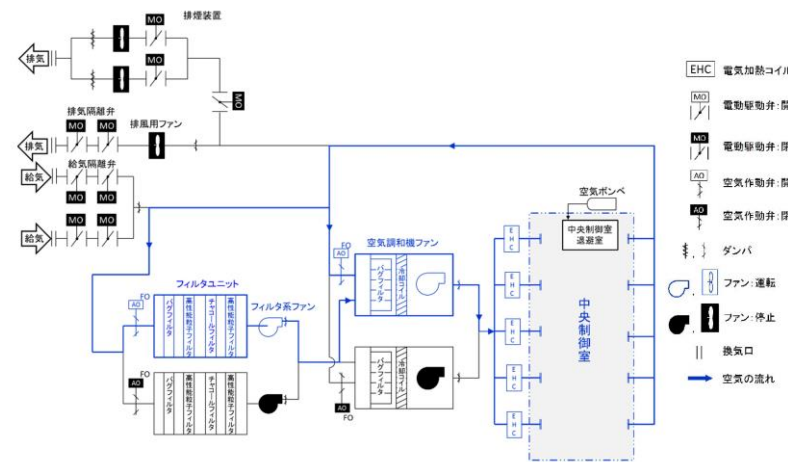 排煙装置
MO
MO
排気
MO
排気隔離弁
排風用ファン
MO
MO
排気
給気隔離弁
給気
MO
MO
MO
MO
給気
空気ボンベ
中央制御室
退避室
中央制御室
EHC
EHC
EHC
EHC
EHC
空気調和機ファン
FO
AO
バグフィルタ
冷却コイル
バグフィルタ
冷却コイル
AO
FO
フィルタユニット
フィルタ系ファン
FO
AO
バグフィルタ
高性能粒子フィルタ
チャコールフィルタ
高性能粒子フィルタ
FO
AO
バグフィルタ
高性能粒子フィルタ
チャコールフィルタ
高性能粒子フィルタ
EHC 電気加熱コイル
MO 電動駆動弁:開
MO 電動駆動弁:閉
AO 空気作動弁:開
AO 空気作動弁:閉
ダンパ
ファン:運転
ファン:停止
換気口
空気の流れ